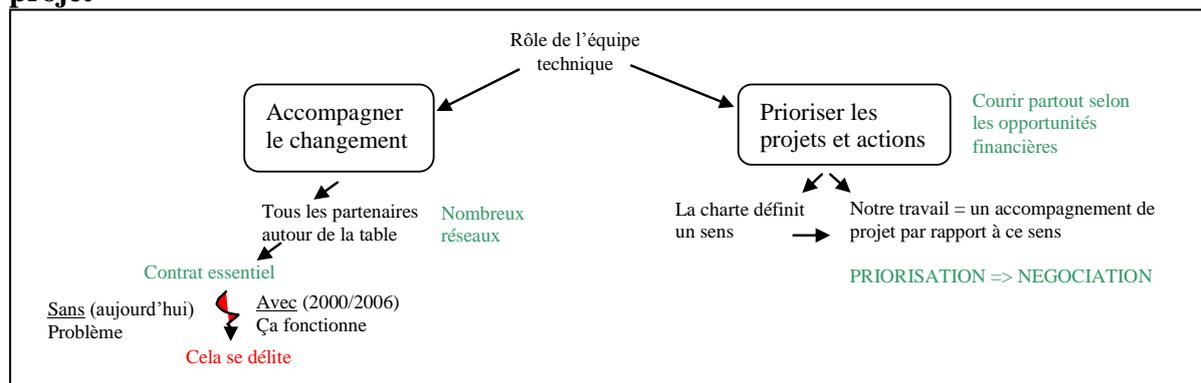 projet
Rôle de l’équipe
technique
Accompagner
le changement
Prioriser les
projets et actions
Courir partout selon
les opportunités
financières
Tous les partenaires
autour de la table
Nombreux
réseaux
La charte définit
un sens
Notre travail = un accompagnement de
projet par rapport à ce sens
Contrat essentiel
PRIORISATION => NEGOCIATION
Sans (aujourd’hui)
Problème
Avec (2000/2006)
Ça fonctionne
Cela se délite